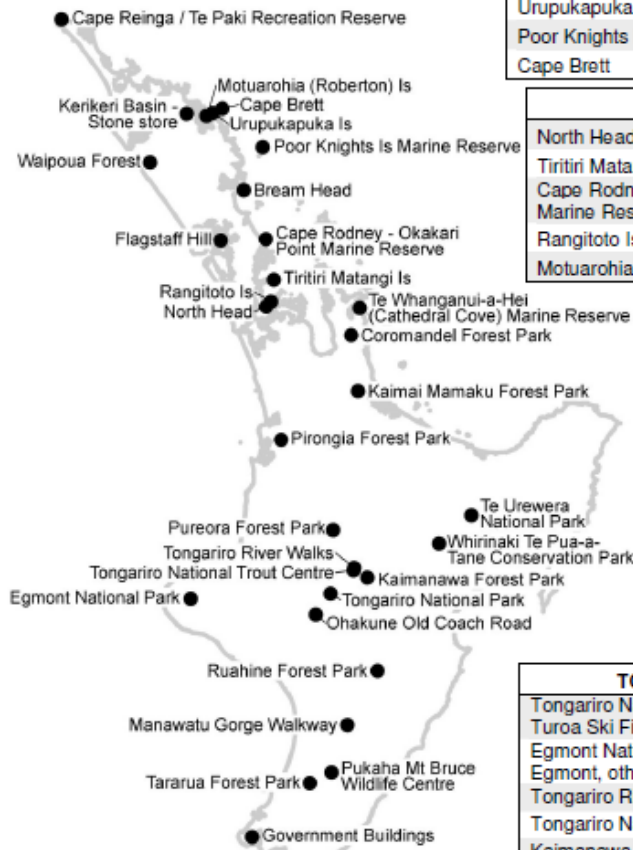 Cape Reinga / Te Paki Recreation Reserve
Urupukapuka
Poor Knights
Cape Brett
Motuarohia (Roberton) Is
Kerikeri Basin -
Stone store
Cape Brett
Urupukapuka Is
Poor Knights Is Marine Reserve
Waipoua Forest
Bream Head
North Head
Tiritiri Mata
Cape Rodn
Marine Res
Rangitoto Is
Motuarohia
Flagstaff Hill
Cape Rodney - Okakari
Point Marine Reserve
Tiritiri Matangi Is
Rangitoto Is
North Head
Te Whanganui-a-Hei
(Cathedral Cove) Marine Reserve
Coromandel Forest Park
Kaimai Mamaku Forest Park
Pirongia Forest Park
Te Urewera
National Park
Pureora Forest Park
Whirinaki Te Pua-a-
Tane Conservation Park
Tongariro River Walks
Tongariro National Trout Centre
Kaimanawa Forest Park
Egmont National Park
Tongariro National Park
Ohakune Old Coach Road
Ruahine Forest Park
Manawatu Gorge Walkway
Pukaha Mt Bruce
Wildlife Centre
Tararua Forest Park
Government Buildings
TO
Tongariro N
Turoa Ski Fi
Egmont Nat
Egmont, oth
Tongariro R
Tongariro N
Kaimanawa